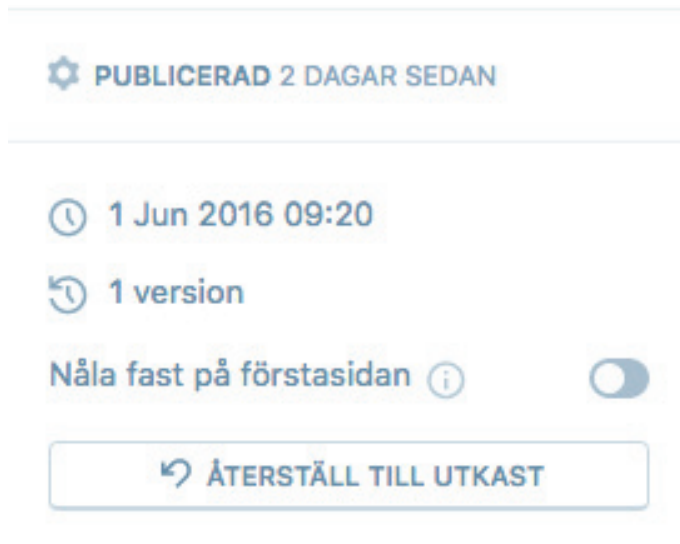 PUBLICERAD 2 DAGAR SEDAN
1 Jun 2016 09:20
1 version
Nåla fast på förstasidan
ÅTERSTÄLL TILL UTKAST